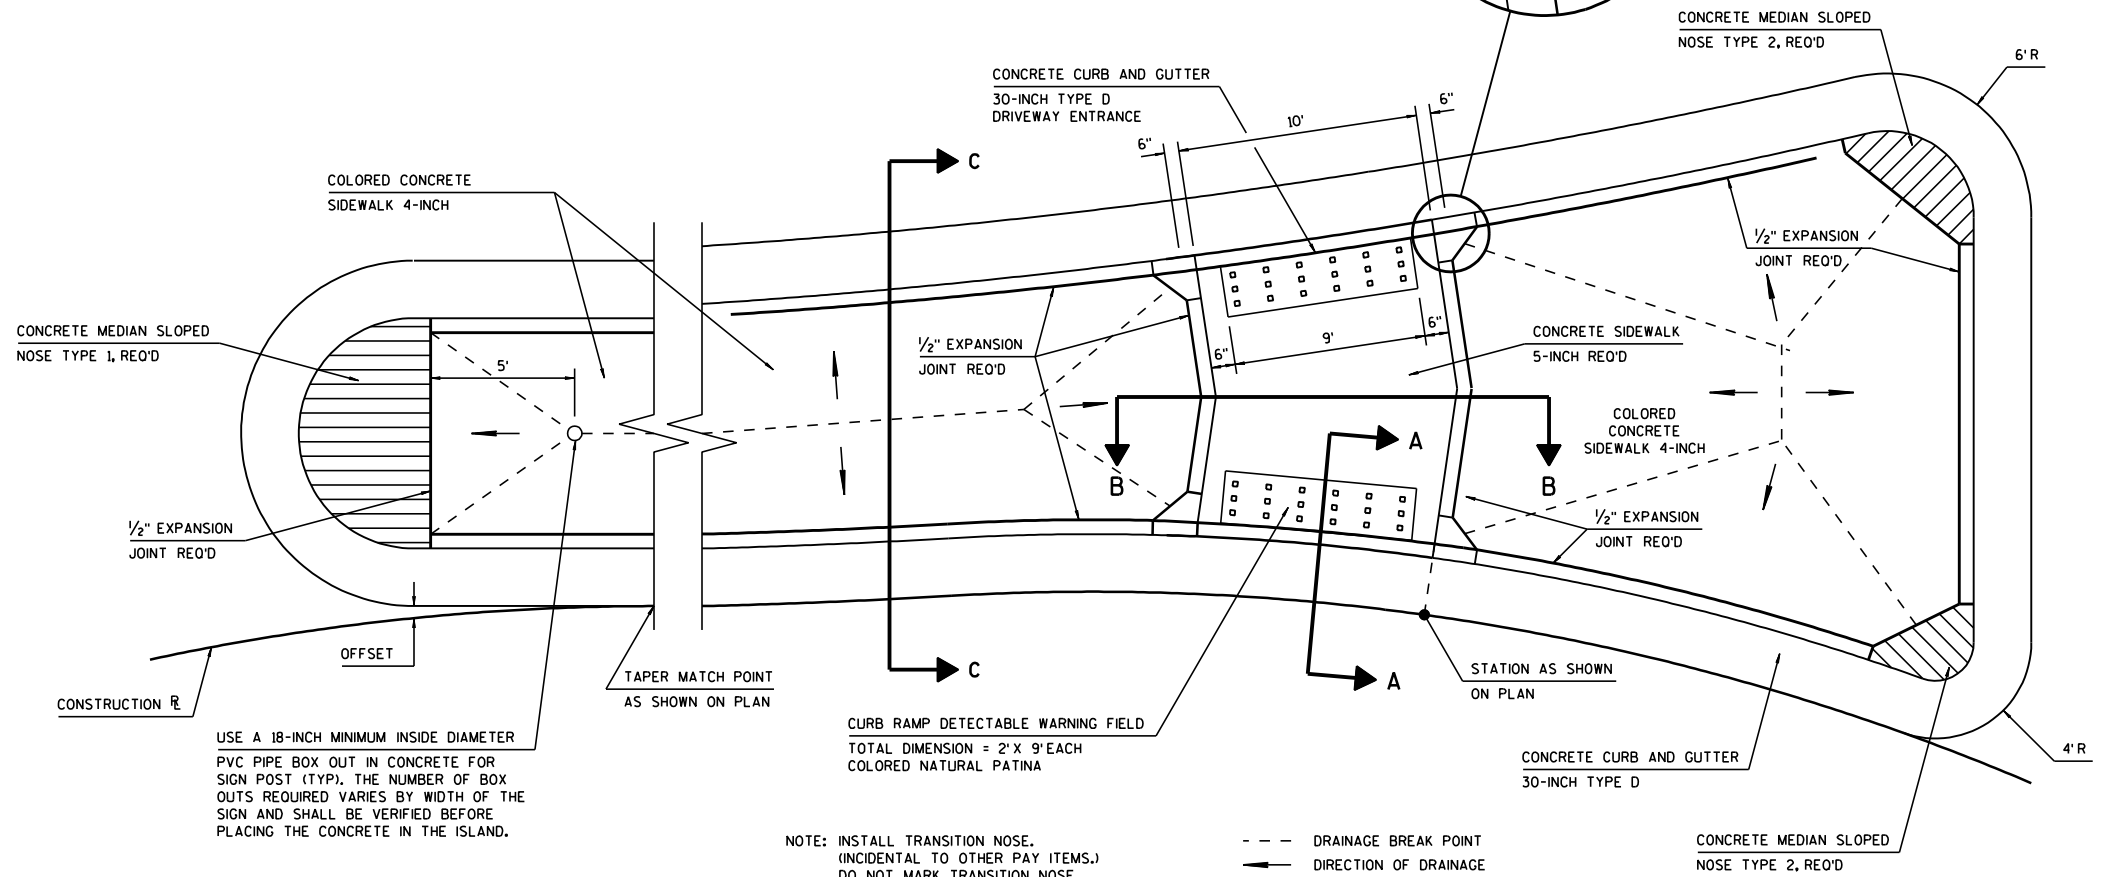 CONCRETE MEDIAN SLOPED
NOSE TYPE 2, REQ'D
6' R
CONCRETE CURB AND GUTTER
30-INCH TYPE D
DRIVEWAY ENTRANCE
6"
10'
6"
C
COLORED CONCRETE
SIDEWALK 4-INCH
1/2" EXPANSION
JOINT REQ'D
CONCRETE MEDIAN SLOPED
NOSE TYPE 1, REQ'D
5'
1/2" EXPANSION
JOINT REQ'D
6"
9'
6"
CONCRETE SIDEWALK
5-INCH REQ'D
COLORED
CONCRETE
SIDEWALK 4-INCH
A
B
B
1/2" EXPANSION
JOINT REQ'D
1/2" EXPANSION
JOINT REQ'D
OFFSET
CONSTRUCTION
TAPER MATCH POINT
AS SHOWN ON PLAN
C
A
STATION AS SHOWN
ON PLAN
USE A 18-INCH MINIMUM INSIDE DIAMETER
PVC PIPE BOX OUT IN CONCRETE FOR
SIGN POST (TYP). THE NUMBER OF BOX
OUTS REQUIRED VARIES BY WIDTH OF THE
SIGN AND SHALL BE VERIFIED BEFORE
PLACING THE CONCRETE IN THE ISLAND.
CURB RAMP DETECTABLE WARNING FIELD
TOTAL DIMENSION = 2' X 9' EACH
COLORED NATURAL PATINA
CONCRETE CURB AND GUTTER
30-INCH TYPE D
4' R
NOTE: INSTALL TRANSITION NOSE.
(INCIDENTAL TO OTHER PAY ITEMS.)
DO NOT MARK TRANSITION NOSE
DRAINAGE BREAK POINT
DIRECTION OF DRAINAGE
CONCRETE MEDIAN SLOPED
NOSE TYPE 2, REQ'D